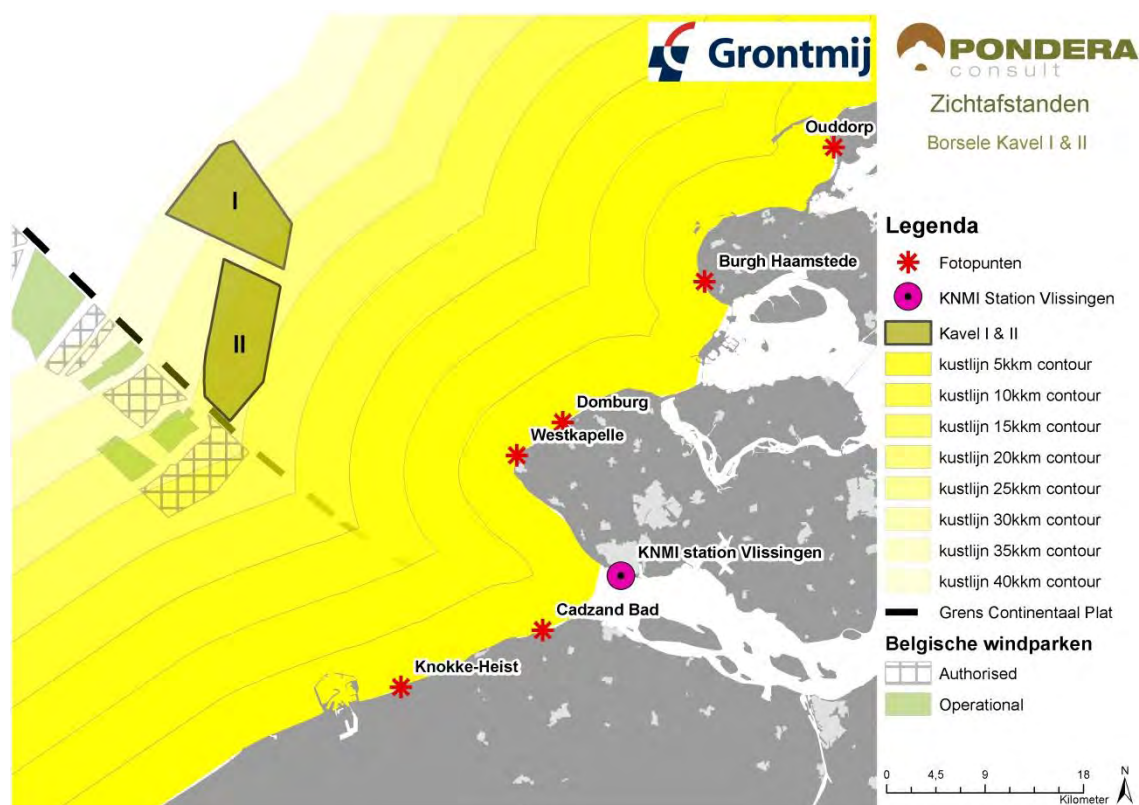 Grontmij
PONDERA
consult
Zichtafstanden
Borsele Kavel I & II
Ouddorp
I
Burgh Haamstede
II
Domburg
Westkapelle
KNMI station Vlissingen
Cadzand Bad
Knokke-Heist
Legenda
Fotopunten
KNMI Station Vlissingen
Kavel I & II
kustlijn 5kkm contour
kustlijn 10kkm contour
kustlijn 15kkm contour
kustlijn 20kkm contour
kustlijn 25kkm contour
kustlijn 30kkm contour
kustlijn 35kkm contour
kustlijn 40kkm contour
Grens Continentaal Plat
Belgische windparken
Authorised
Operational
0 4,5 9 18
Kilometer
N